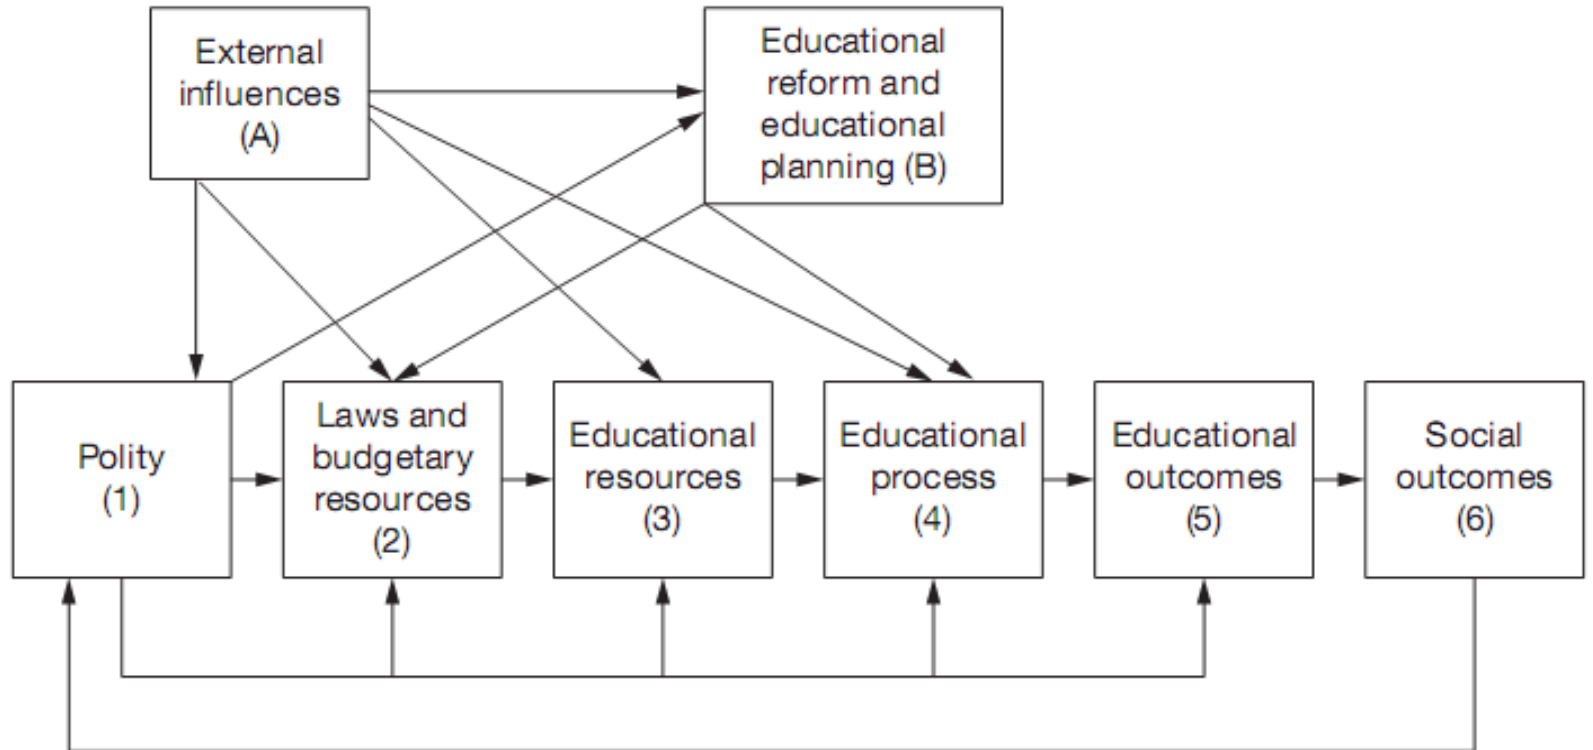 External
influences
(A)
Educational
reform and
educational
planning (B)
Polity
(1)
Laws and
budgetary
resources
(2)
Educational
resources
(3)
Educational
process
(4)
Educational
outcomes
(5)
Social
outcomes
(6)